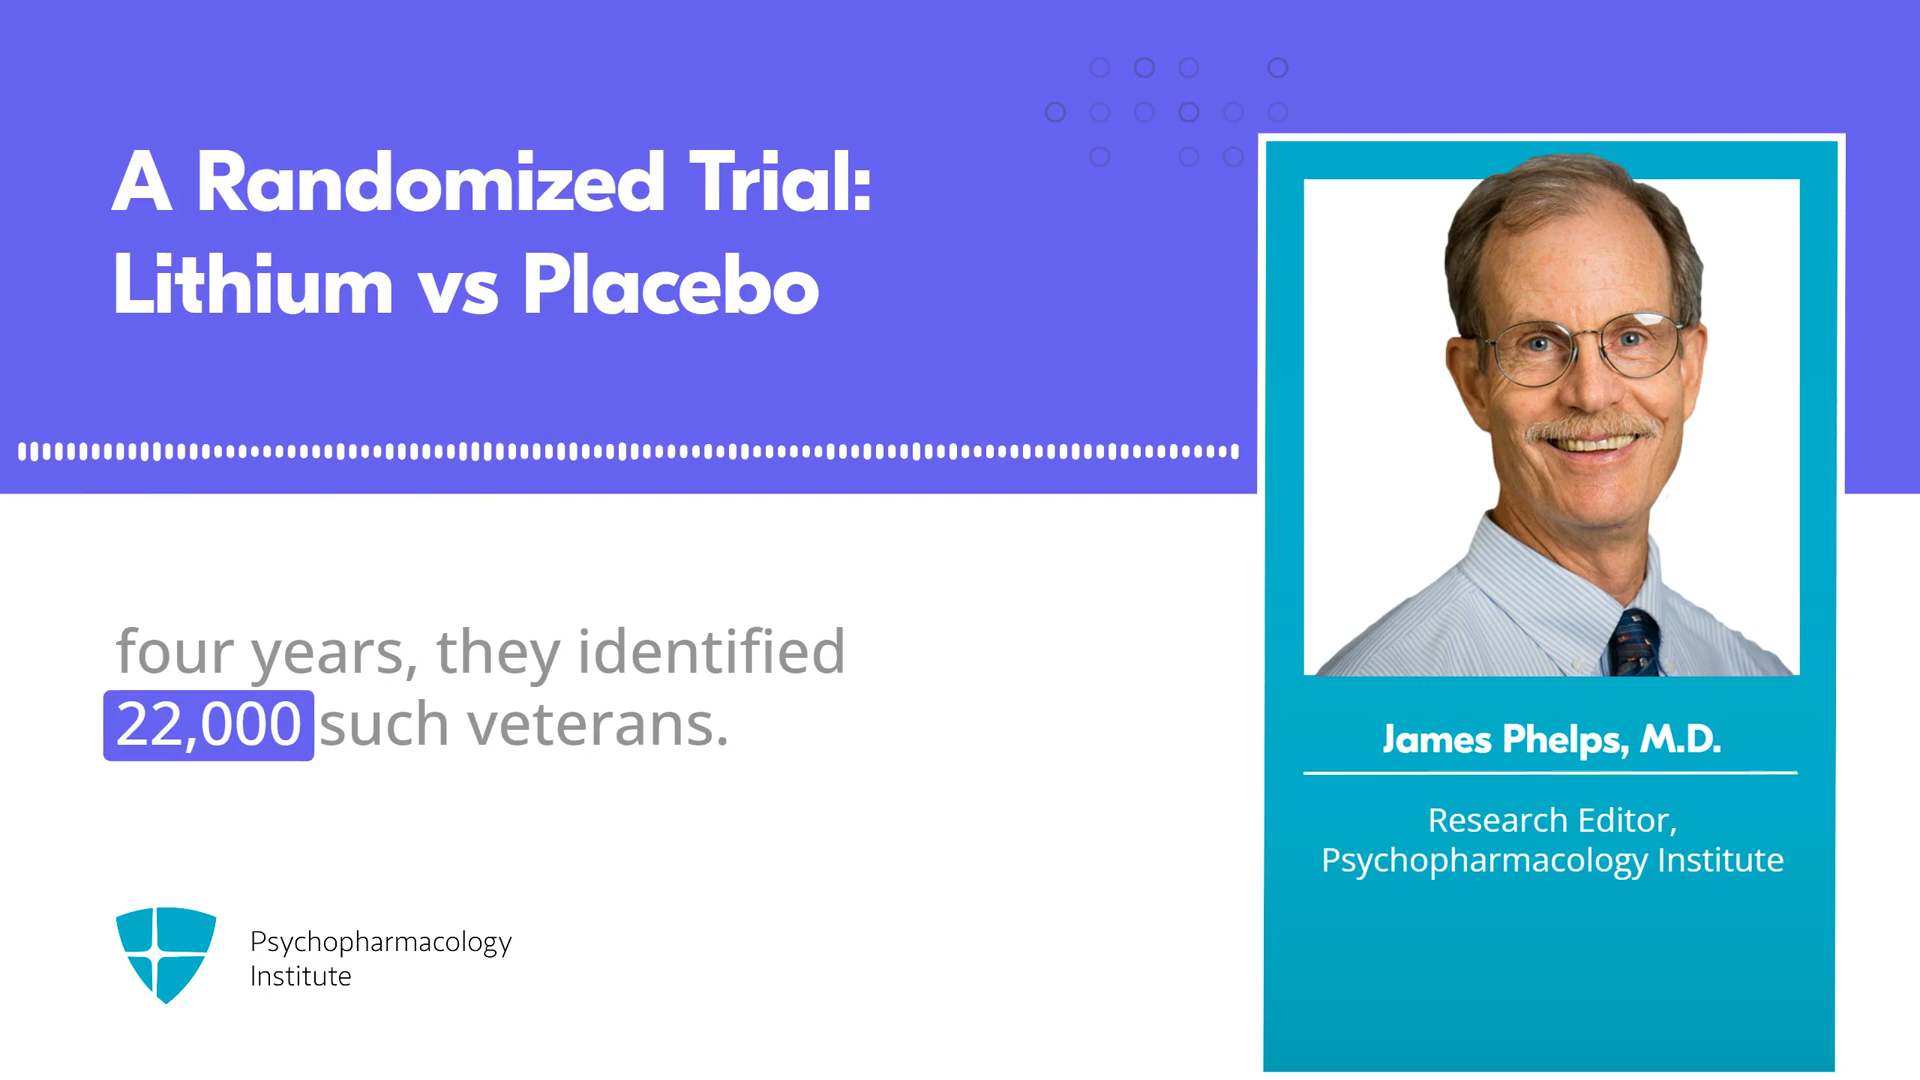 A Randomized Trial:
Lithium vs Placebo
four years, they identified
22,000 such veterans.
James Phelps, M.D.
Research Editor,
Psychopharmacology Institute
Psychopharmacology
Institute